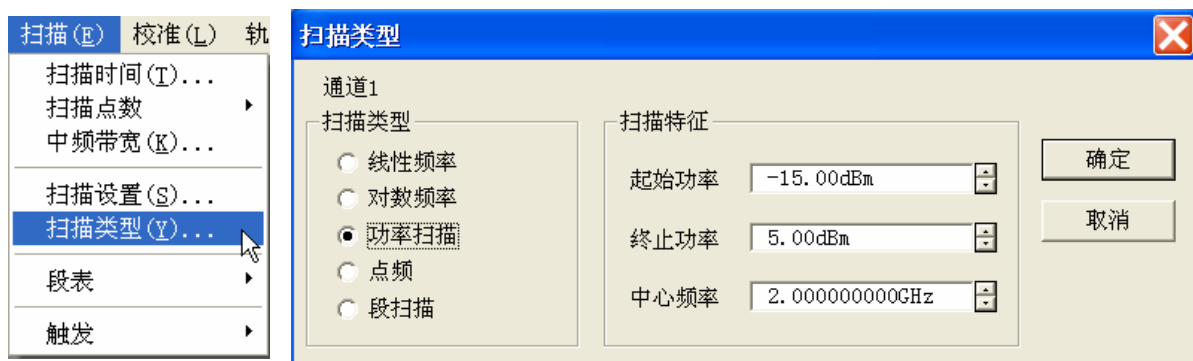 扫描(E) 校准(L) 轨
扫描时间(T)...
扫描点数
中频带宽(K)...
扫描设置(S)...
扫描类型(Y)...
段表
触发
扫描类型
通道1
扫描类型
线性频率
对数频率
功率扫描
点频
段扫描
扫描特征
起始功率 -15.00dBm
终止功率 5.00dBm
中心频率 2.000000000GHz
确定
取消